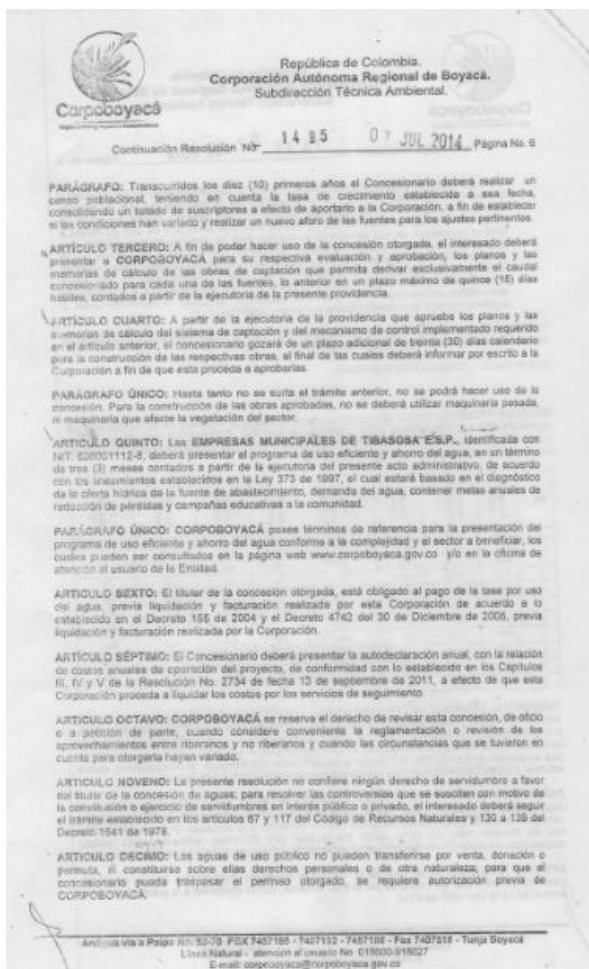 República de Colombia.
Corporación Autónoma Regional de Boyacá.
Subdirección Técnica Ambiental.
Corpoboyacá
Continuación Resolución No. 1485 07 JUL 2014 Página No. 6
PARÁGRAFO: Transcurridos los diez (10) primeros años el Concesionario deberá realizar un
censo poblacional, teniendo en cuenta la tasa de crecimiento establecida a esa fecha,
consolidando un listado de suscriptores a efecto de aportarlo a la Corporación, a fin de establecer
si las condiciones han variado y realizar un nuevo aforo de las fuentes para los ajustes pertinentes.
ARTÍCULO TERCERO: A fin de poder hacer uso de la concesión otorgada, el interesado deberá
presentar a CORPOBOYACÁ para su respectiva evaluación y aprobación, los planos y las
memorias de cálculo de las obras de captación que permita derivar exclusivamente el caudal
concesionado para cada una de las fuentes, lo anterior en un plazo máximo de quince (15) días
hábiles, contados a partir de la ejecutoria de la presente providencia.
ARTÍCULO CUARTO: A partir de la ejecutoria de la providencia que apruebe los planos y las
memorias de cálculo del sistema de captación y del mecanismo de control implementado requerido
en el artículo anterior, el concesionario gozará de un plazo adicional de treinta (30) días calendario
para la construcción de las respectivas obras, al final de las cuales deberá informar por escrito a la
Corporación a fin de que esta proceda a aprobarlas.
PARÁGRAFO ÚNICO: Hasta tanto no se surta el trámite anterior, no se podrá hacer uso de la
concesión. Para la construcción de las obras aprobadas, no se deberá utilizar maquinaria pesada,
ni maquinaria que afecte la vegetación del sector.
ARTICULO QUINTO: Las EMPRESAS MUNICIPALES DE TIBASOSA E.S.P., identificada con
NIT. 826001112-8, deberá presentar el programa de uso eficiente y ahorro del agua, en un término
de tres (3) meses contados a partir de la ejecutoria del presente acto administrativo, de acuerdo
con los lineamientos establecidos en la Ley 373 de 1997, el cual estará basado en el diagnóstico
de la oferta hídrica de la fuente de abastecimiento, demanda del agua, contener metas anuales de
reducción de pérdidas y campañas educativas a la comunidad.
PARÁGRAFO ÚNICO: CORPOBOYACÁ posee términos de referencia para la presentación del
programa de uso eficiente y ahorro del agua conforme a la complejidad y el sector a beneficiar, los
cuales pueden ser consultados en la página web www.corpoboyaca.gov.co y/o en la oficina de
atención al usuario de la Entidad.
ARTÍCULO SEXTO: El titular de la concesión otorgada, está obligado al pago de la tasa por uso
del agua, previa liquidación y facturación realizada por esta Corporación de acuerdo a lo
establecido en el Decreto 155 de 2004 y el Decreto 4742 del 30 de Diciembre de 2005, previa
liquidación y facturación realizada por la Corporación.
ARTÍCULO SÉPTIMO: El Concesionario deberá presentar la autodeclaración anual, con la relación
de costos anuales de operación del proyecto, de conformidad con lo establecido en los Capítulos
III, IV y V de la Resolución No. 2734 de fecha 13 de septiembre de 2011, a efecto de que esta
Corporación proceda a liquidar los costos por los servicios de seguimiento.
ARTICULO OCTAVO: CORPOBOYACÁ se reserva el derecho de revisar esta concesión, de oficio
o a petición de parte, cuando considere conveniente la reglamentación o revisión de los
aprovechamientos entre riberanos y no riberanos y cuando las circunstancias que se tuvieron en
cuenta para otorgarla hayan variado.
ARTÍCULO NOVENO: La presente resolución no confiere ningún derecho de servidumbre a favor
del titular de la concesión de aguas; para resolver las controversias que se susciten con motivo de
la constitución o ejercicio de servidumbres en interés público o privado, el interesado deberá seguir
el trámite establecido en los artículos 67 y 117 del Código de Recursos Naturales y 130 a 139 del
Decreto 1541 de 1978.
ARTÍCULO DECIMO: Las aguas de uso público no pueden transferirse por venta, donación o
permuta, ni constituirse sobre ellas derechos personales o de otra naturaleza; para que el
concesionario pueda traspasar el permiso otorgado, se requiere autorización previa de
CORPOBOYACÁ.
Antigua vía a Paipa No. 53-70 PBX 7457188 - 7457192 - 7457186 - Fax 7407518 - Tunja Boyacá
Línea Natural - atención al usuario No. 018000-918027
E-mail: corpoboyaca@corpoboyaca.gov.co